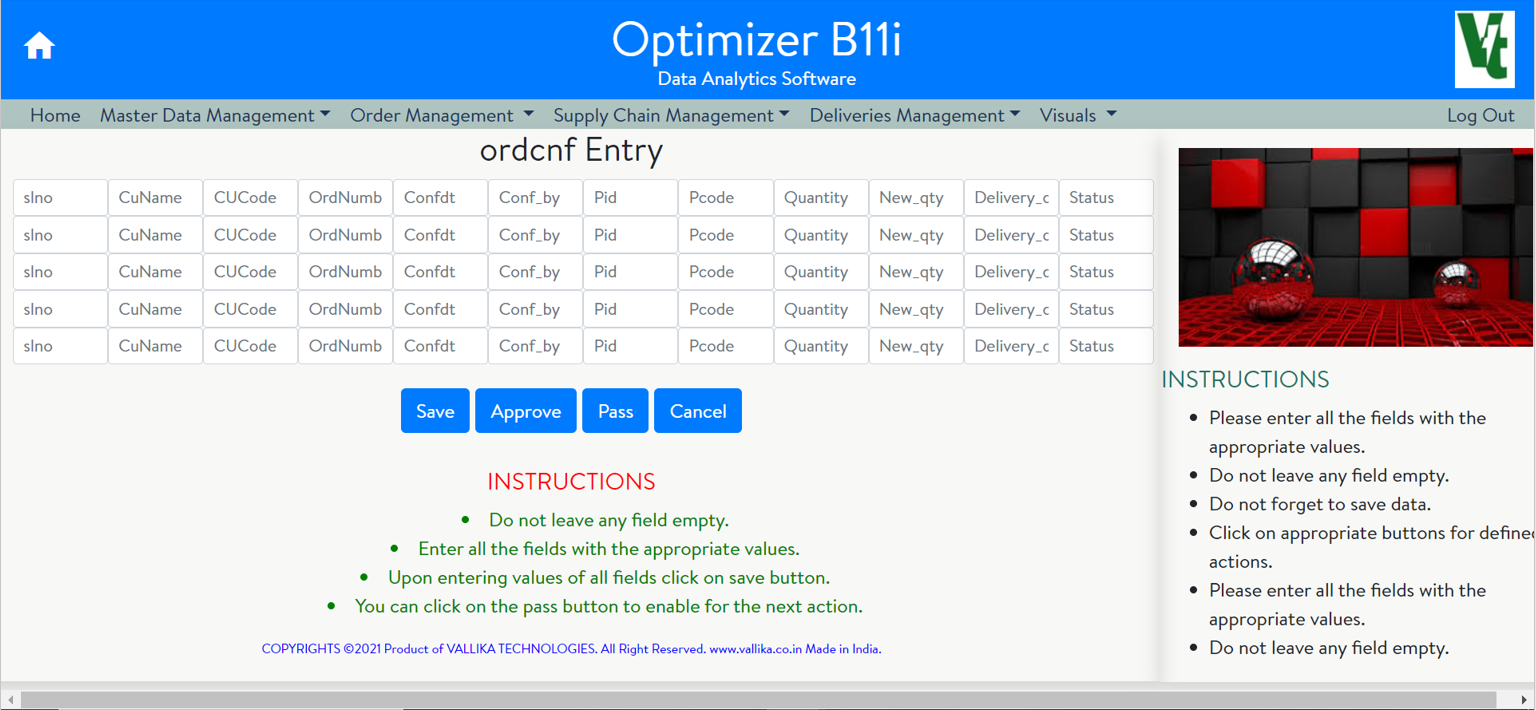 Optimizer B11i
Data Analytics Software
Vt
Home Master Data Management Order Management Supply Chain Management Deliveries Management Visuals Log Out
ordcnf Entry
slno CuName CUCode OrdNumb Confdt Conf_by Pid Pcode Quantity New_qty Delivery_c Status
slno CuName CUCode OrdNumb Confdt Conf_by Pid Pcode Quantity New_qty Delivery_c Status
slno CuName CUCode OrdNumb Confdt Conf_by Pid Pcode Quantity New_qty Delivery_c Status
slno CuName CUCode OrdNumb Confdt Conf_by Pid Pcode Quantity New_qty Delivery_c Status
slno CuName CUCode OrdNumb Confdt Conf_by Pid Pcode Quantity New_qty Delivery_c Status
Save Approve Pass Cancel
INSTRUCTIONS
Do not leave any field empty.
Enter all the fields with the appropriate values.
Upon entering values of all fields click on save button.
You can click on the pass button to enable for the next action.
COPYRIGHTS ©2021 Product of VALLIKA TECHNOLOGIES. All Right Reserved. www.vallika.co.in Made in India.
INSTRUCTIONS
Please enter all the fields with the
appropriate values.
Do not leave any field empty.
Do not forget to save data.
Click on appropriate buttons for defined
actions.
Please enter all the fields with the
appropriate values.
Do not leave any field empty.